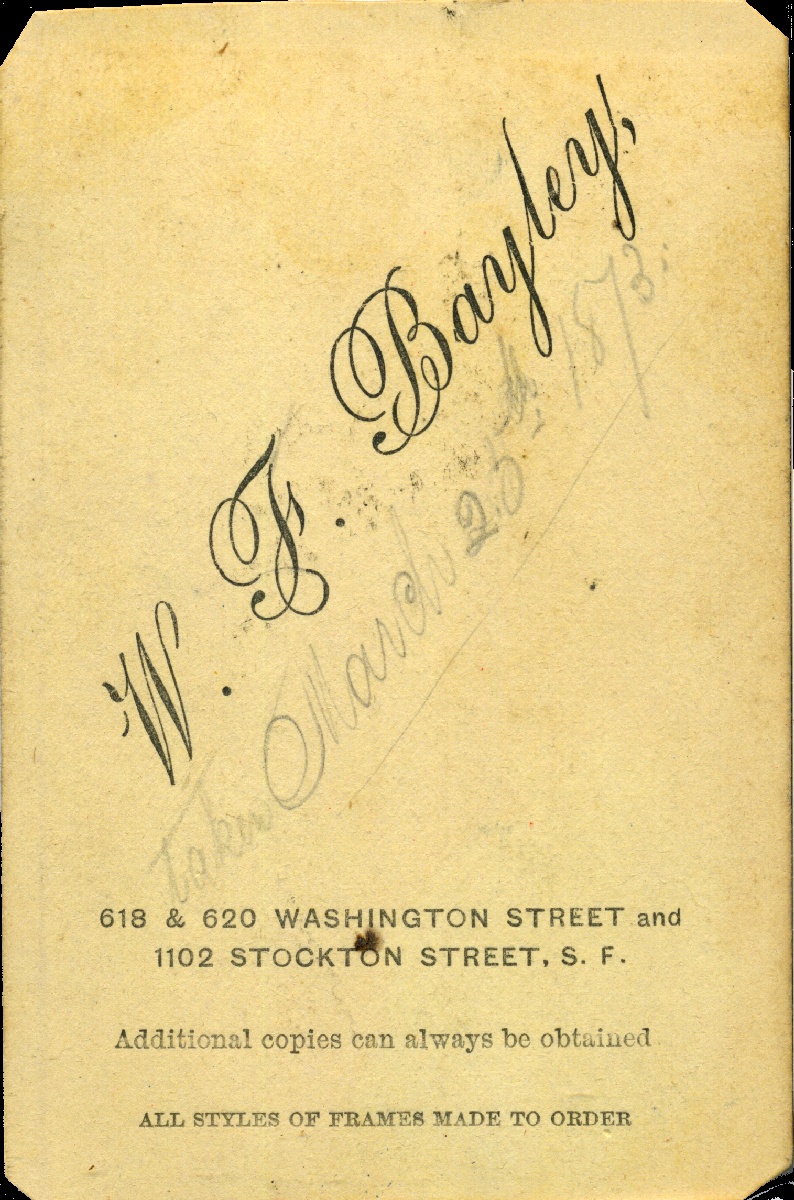 W. F. Bayley,
taken March 25th. 1873.
618 & 620 WASHINGTON STREET and
1102 STOCKTON STREET, S. F.
Additional copies can always be obtained
ALL STYLES OF FRAMES MADE TO ORDER